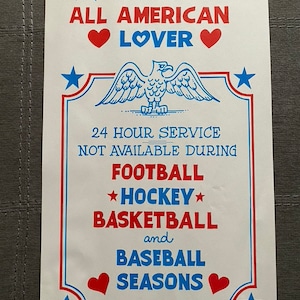 ALL AMERICAN
LOVER
24 HOUR SERVICE
NOT AVAILABLE DURING
FOOTBALL
HOCKEY
BASKETBALL
and
BASEBALL
SEASONS